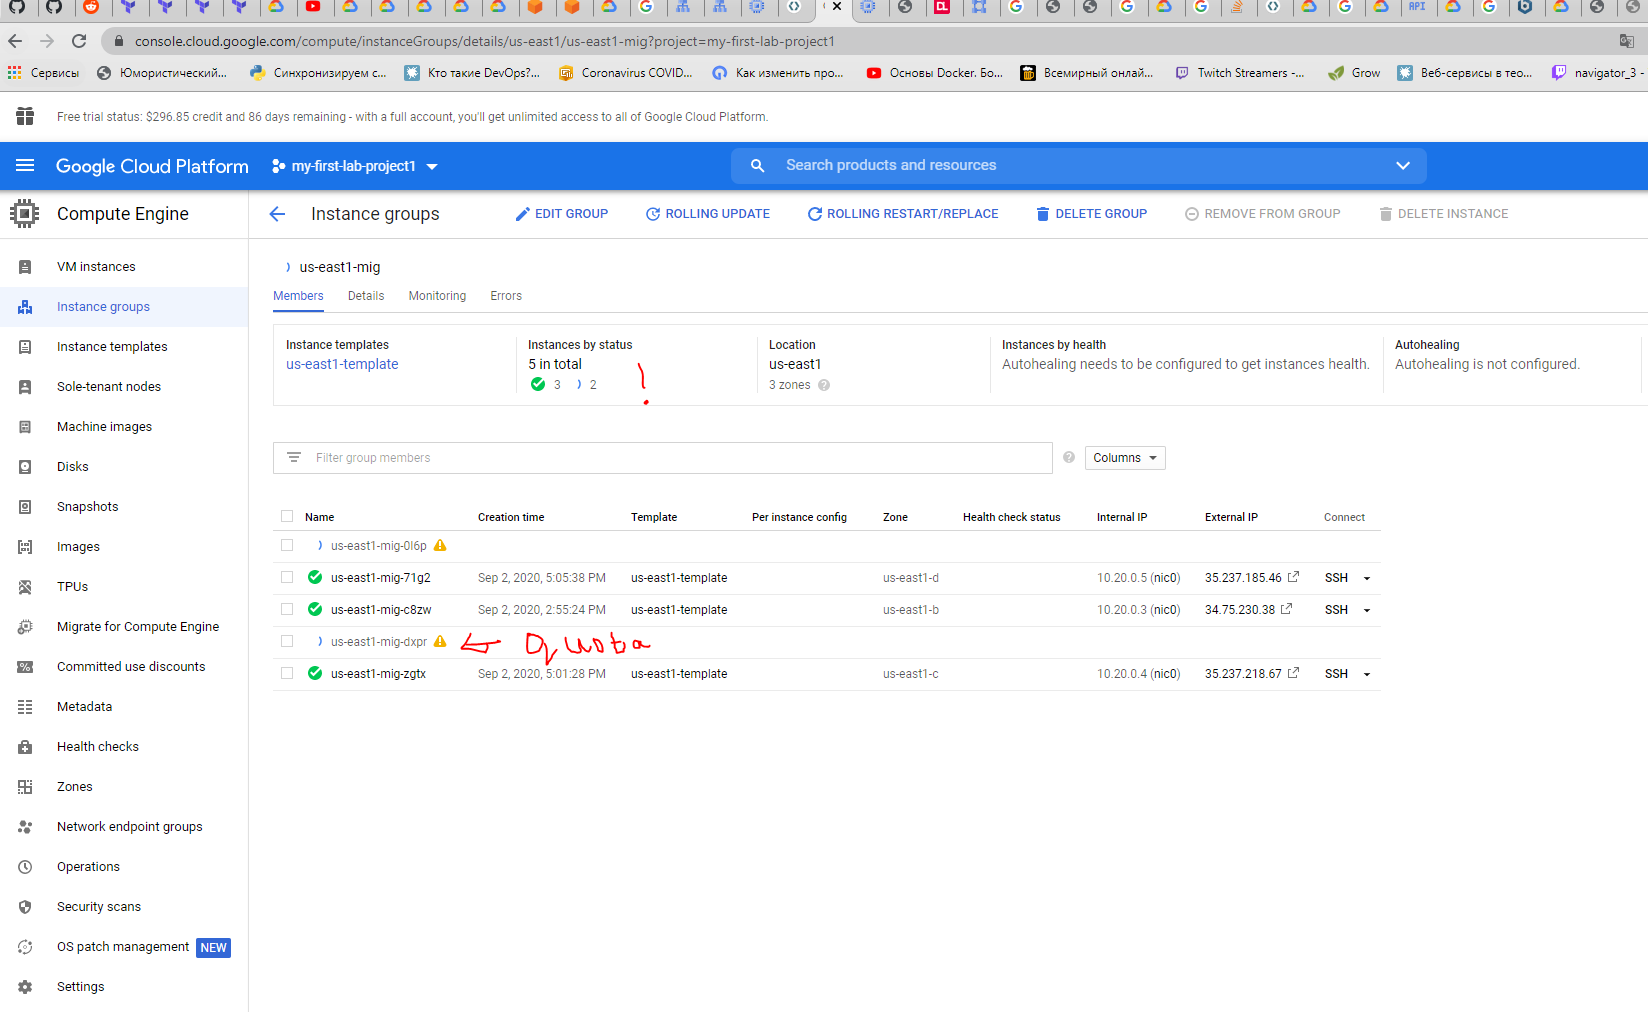 console.cloud.google.com/compute/instanceGroups/details/us-east1/us-east1-mig?project=my-first-lab-project1
Сервисы Юмористический... Синхронизируем с... Кто такие DevOps?... Coronavirus COVID... Как изменить про... Основы Docker. Бо... Всемирный онлай... Twitch Streamers -... Grow Веб-сервисы в тео... navigator_3 -
Free trial status: $296.85 credit and 86 days remaining - with a full account, you'll get unlimited access to all of Google Cloud Platform.
Google Cloud Platform my-first-lab-project1 Search products and resources
Compute Engine
Instance groups EDIT GROUP ROLLING UPDATE ROLLING RESTART/REPLACE DELETE GROUP REMOVE FROM GROUP DELETE INSTANCE
VM instances
Instance groups
Instance templates
Sole-tenant nodes
Machine images
Disks
Snapshots
Images
TPUs
Migrate for Compute Engine
Committed use discounts
Metadata
Health checks
Zones
Network endpoint groups
Operations
Security scans
OS patch management NEW
Settings
us-east1-mig
Members Details Monitoring Errors
Instance templates
us-east1-template
Instances by status
5 in total
3 2
!
Location
us-east1
3 zones
Instances by health
Autohealing needs to be configured to get instances health.
Autohealing
Autohealing is not configured.
Filter group members Columns
Name Creation time Template Per instance config Zone Health check status Internal IP External IP Connect
us-east1-mig-0l6p
us-east1-mig-71g2 Sep 2, 2020, 5:05:38 PM us-east1-template us-east1-d 10.20.0.5 (nic0) 35.237.185.46 SSH
us-east1-mig-c8zw Sep 2, 2020, 2:55:24 PM us-east1-template us-east1-b 10.20.0.3 (nic0) 34.75.230.38 SSH
us-east1-mig-dxpr quota
us-east1-mig-zgtx Sep 2, 2020, 5:01:28 PM us-east1-template us-east1-c 10.20.0.4 (nic0) 35.237.218.67 SSH